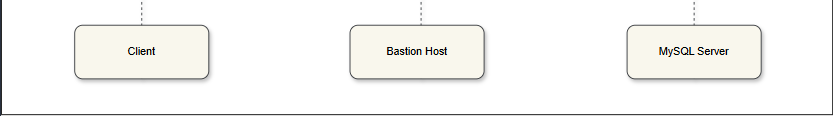 Client
Bastion Host
MySQL Server